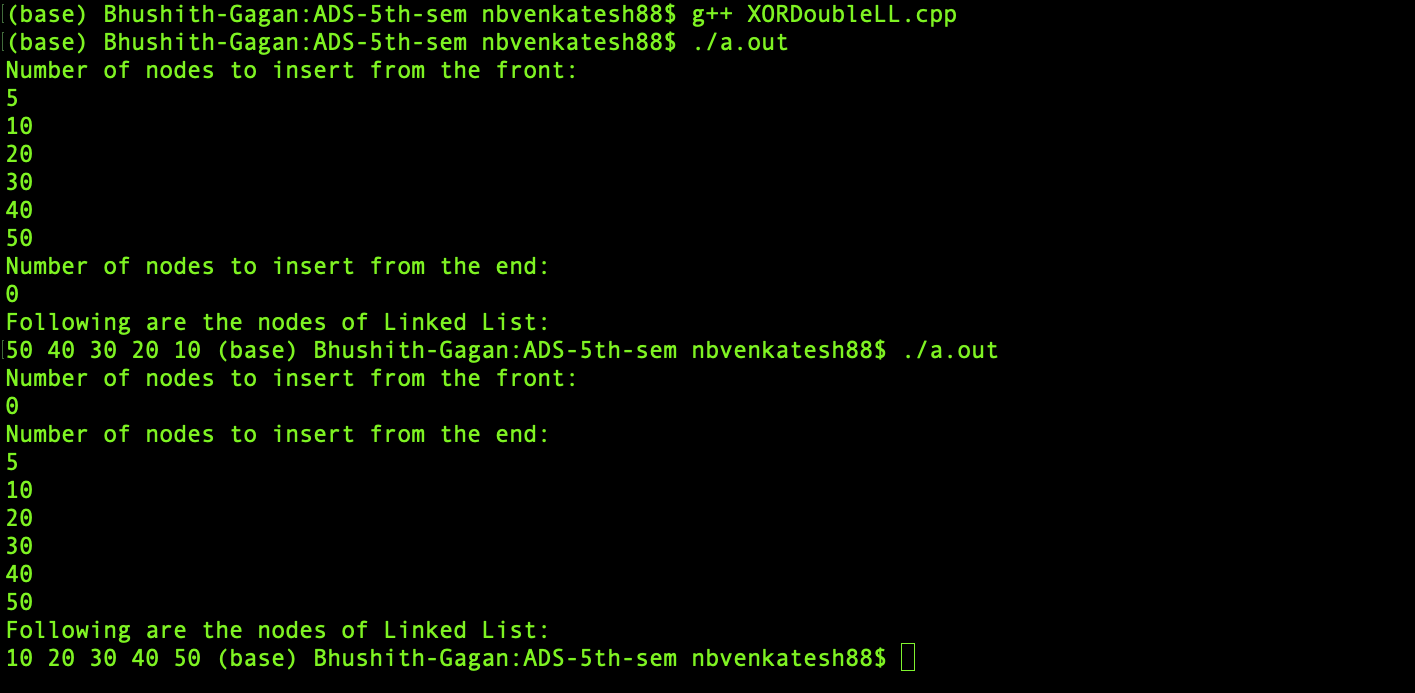 (base) Bhushith-Gagan:ADS-5th-sem nbvenkatesh88$ g++ XORDoubleLL.cpp
(base) Bhushith-Gagan:ADS-5th-sem nbvenkatesh88$ ./a.out
Number of nodes to insert from the front:
5
10
20
30
40
50
Number of nodes to insert from the end:
0
Following are the nodes of Linked List:
50 40 30 20 10 (base) Bhushith-Gagan:ADS-5th-sem nbvenkatesh88$ ./a.out
Number of nodes to insert from the front:
0
Number of nodes to insert from the end:
5
10
20
30
40
50
Following are the nodes of Linked List:
10 20 30 40 50 (base) Bhushith-Gagan:ADS-5th-sem nbvenkatesh88$